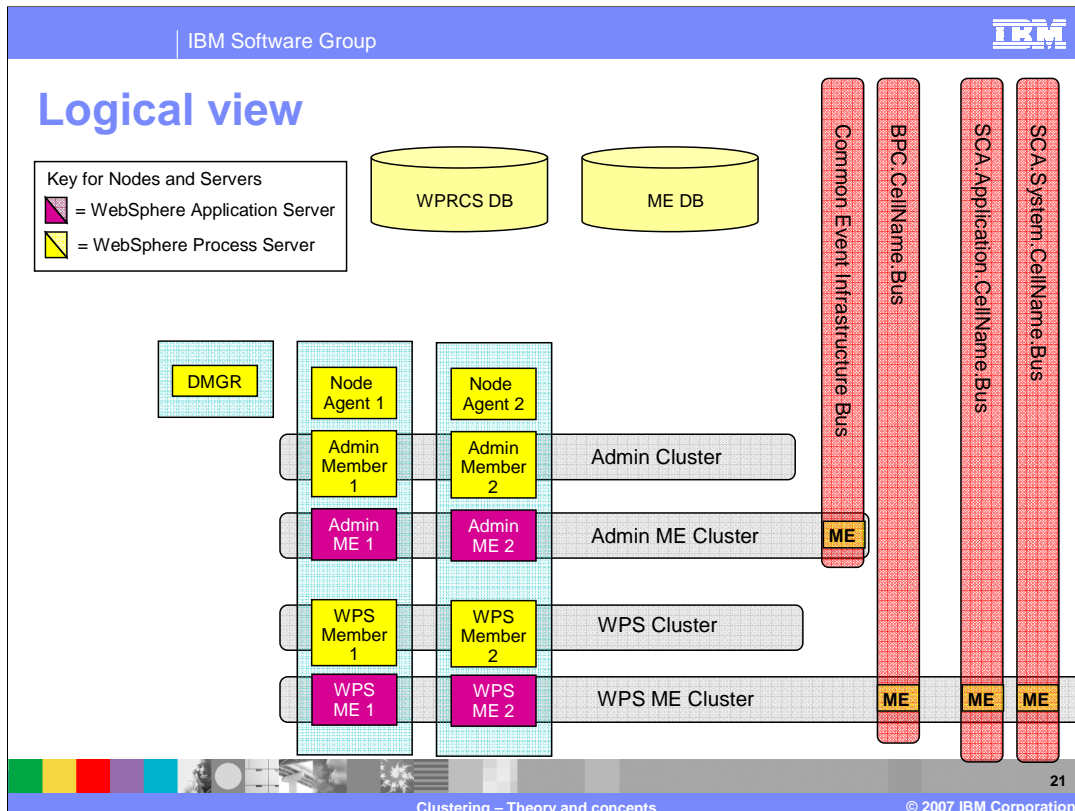 IBM Software Group
IBM
Logical view
Key for Nodes and Servers
= WebSphere Application Server
= WebSphere Process Server
WPRCS DB
ME DB
Common Event Infrastructure Bus
BPC.CellName.Bus
SCA.Application.CellName.Bus
SCA.System.CellName.Bus
DMGR
Node
Agent 1
Node
Agent 2
Admin
Member
1
Admin
Member
2
Admin Cluster
Admin
ME 1
Admin
ME 2
Admin ME Cluster
ME
WPS
Member
1
WPS
Member
2
WPS Cluster
WPS
ME 1
WPS
ME 2
WPS ME Cluster
ME
ME
ME
21
Clustering – Theory and concepts
© 2007 IBM Corporation